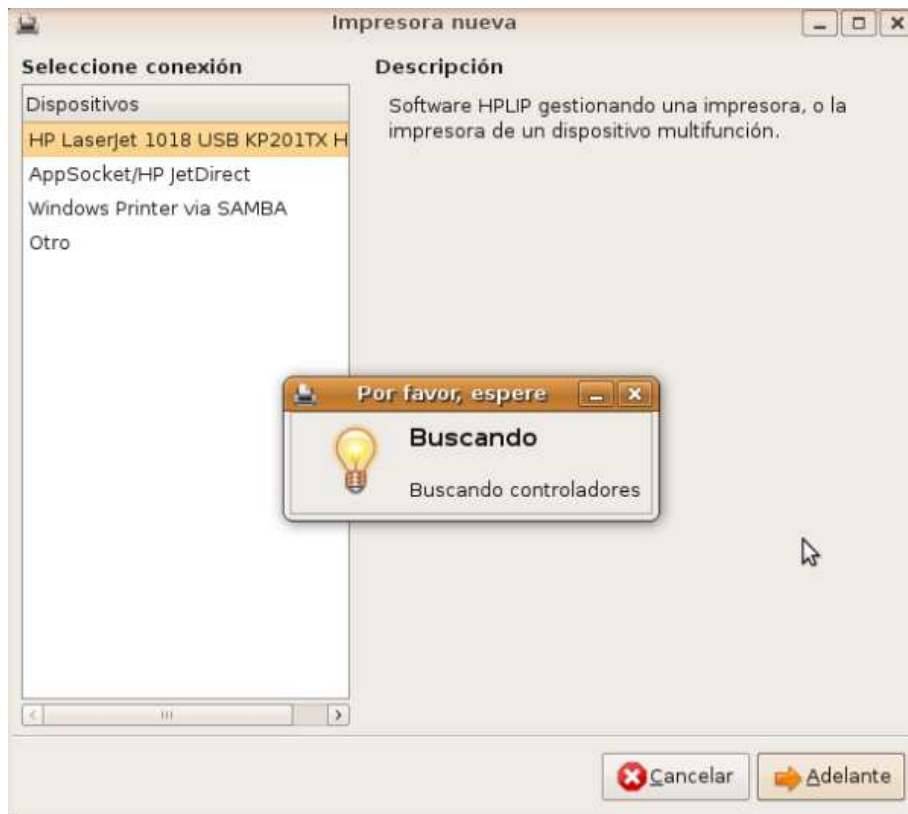 Impresora nueva
Seleccione conexión
Dispositivos
HP LaserJet 1018 USB KP201TX H
AppSocket/HP JetDirect
Windows Printer via SAMBA
Otro
Descripción
Software HPLIP gestionando una impresora, o la
impresora de un dispositivo multifunción.
Por favor, espere
Buscando
Buscando controladores
Cancelar
Adelante